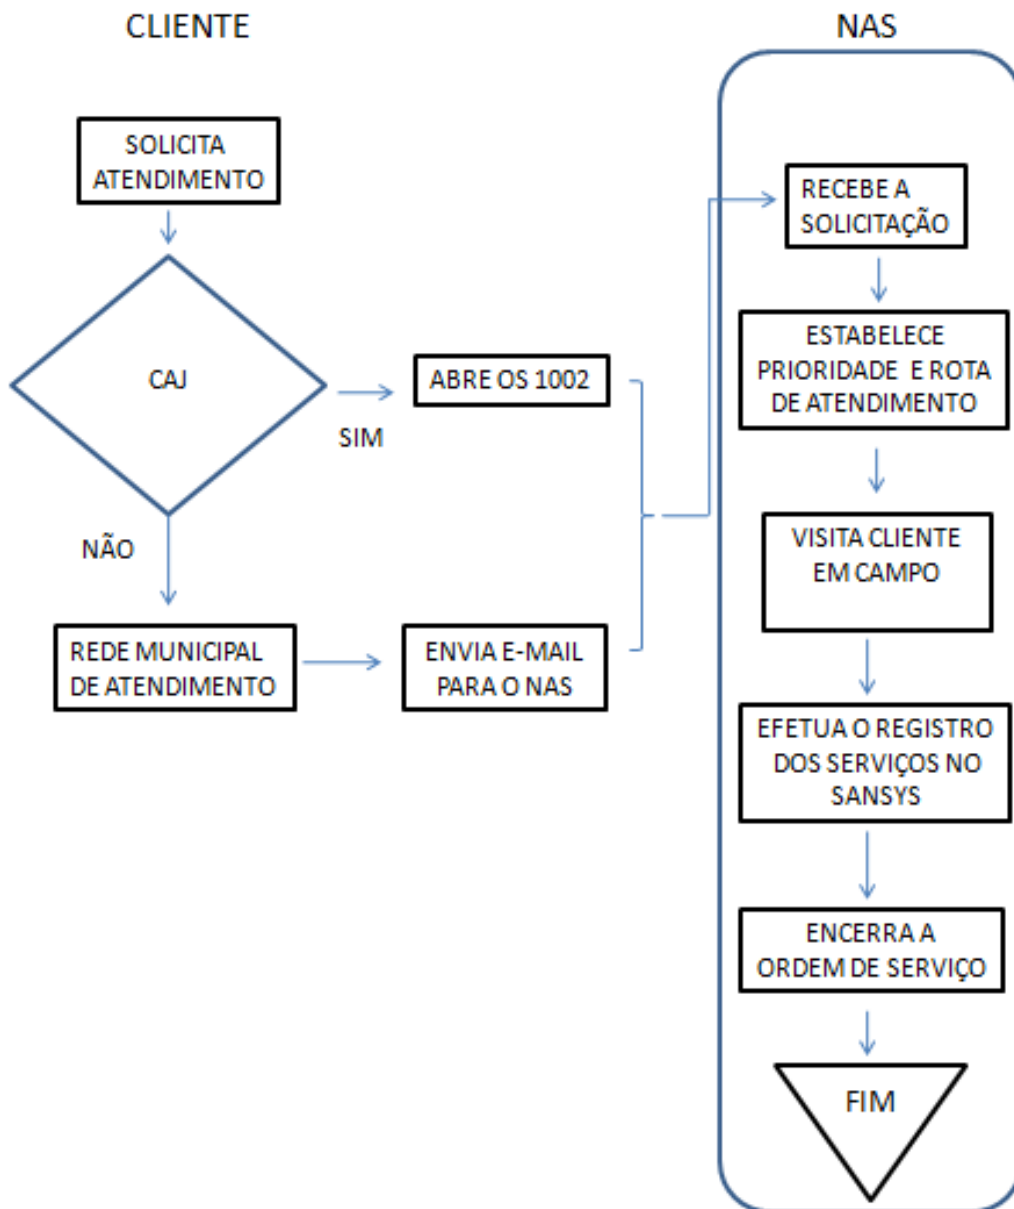 CLIENTE
SOLICITA
ATENDIMENTO
CAJ
SIM
ABRE OS 1002
NÃO
REDE MUNICIPAL
DE ATENDIMENTO
ENVIA E-MAIL
PARA O NAS
NAS
RECEBE A
SOLICITAÇÃO
ESTABELECE
PRIORIDADE E ROTA
DE ATENDIMENTO
VISITA CLIENTE
EM CAMPO
EFETUA O REGISTRO
DOS SERVIÇOS NO
SANSYS
ENCERRA A
ORDEM DE SERVIÇO
FIM